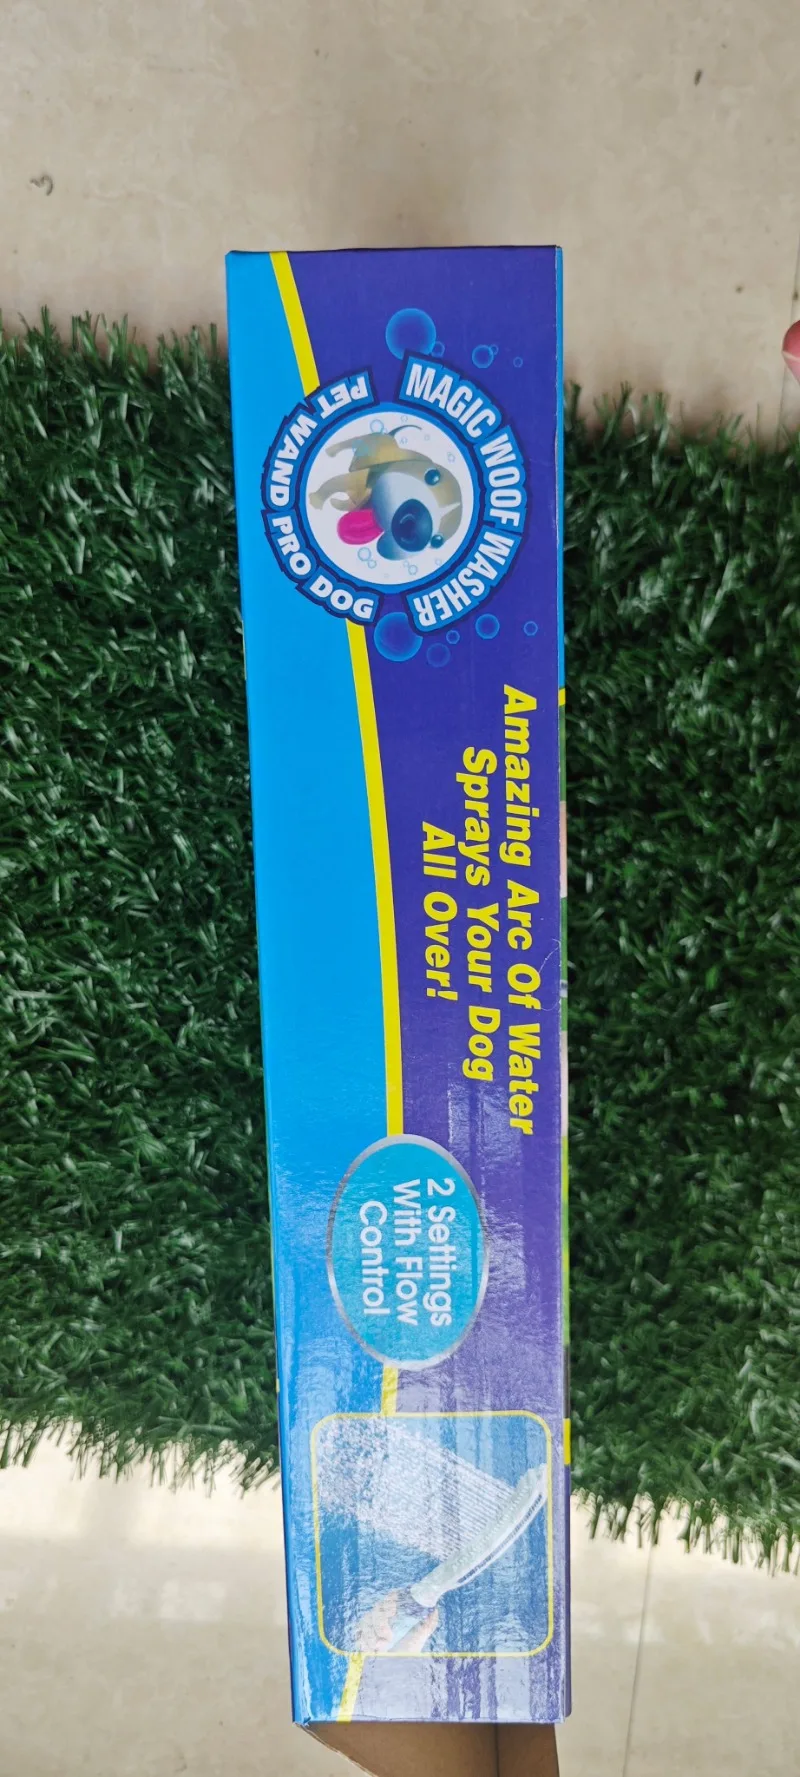 MAGIC WOOF WASHER
PET WAND PRO DOG
Amazing Arc Of Water
Sprays Your Dog
All Over!
2 Settings
With Flow
Control